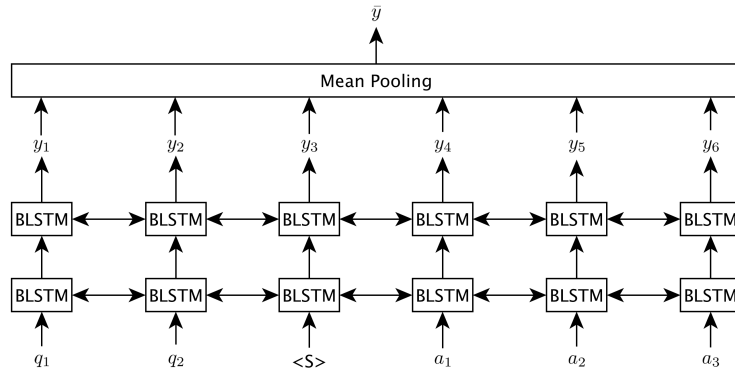 ȳ
Mean Pooling
y₁ y₂ y₃ y₄ y₅ y₆
BLSTM BLSTM BLSTM BLSTM BLSTM BLSTM
BLSTM BLSTM BLSTM BLSTM BLSTM BLSTM
q₁ q₂ <S> a₁ a₂ a₃